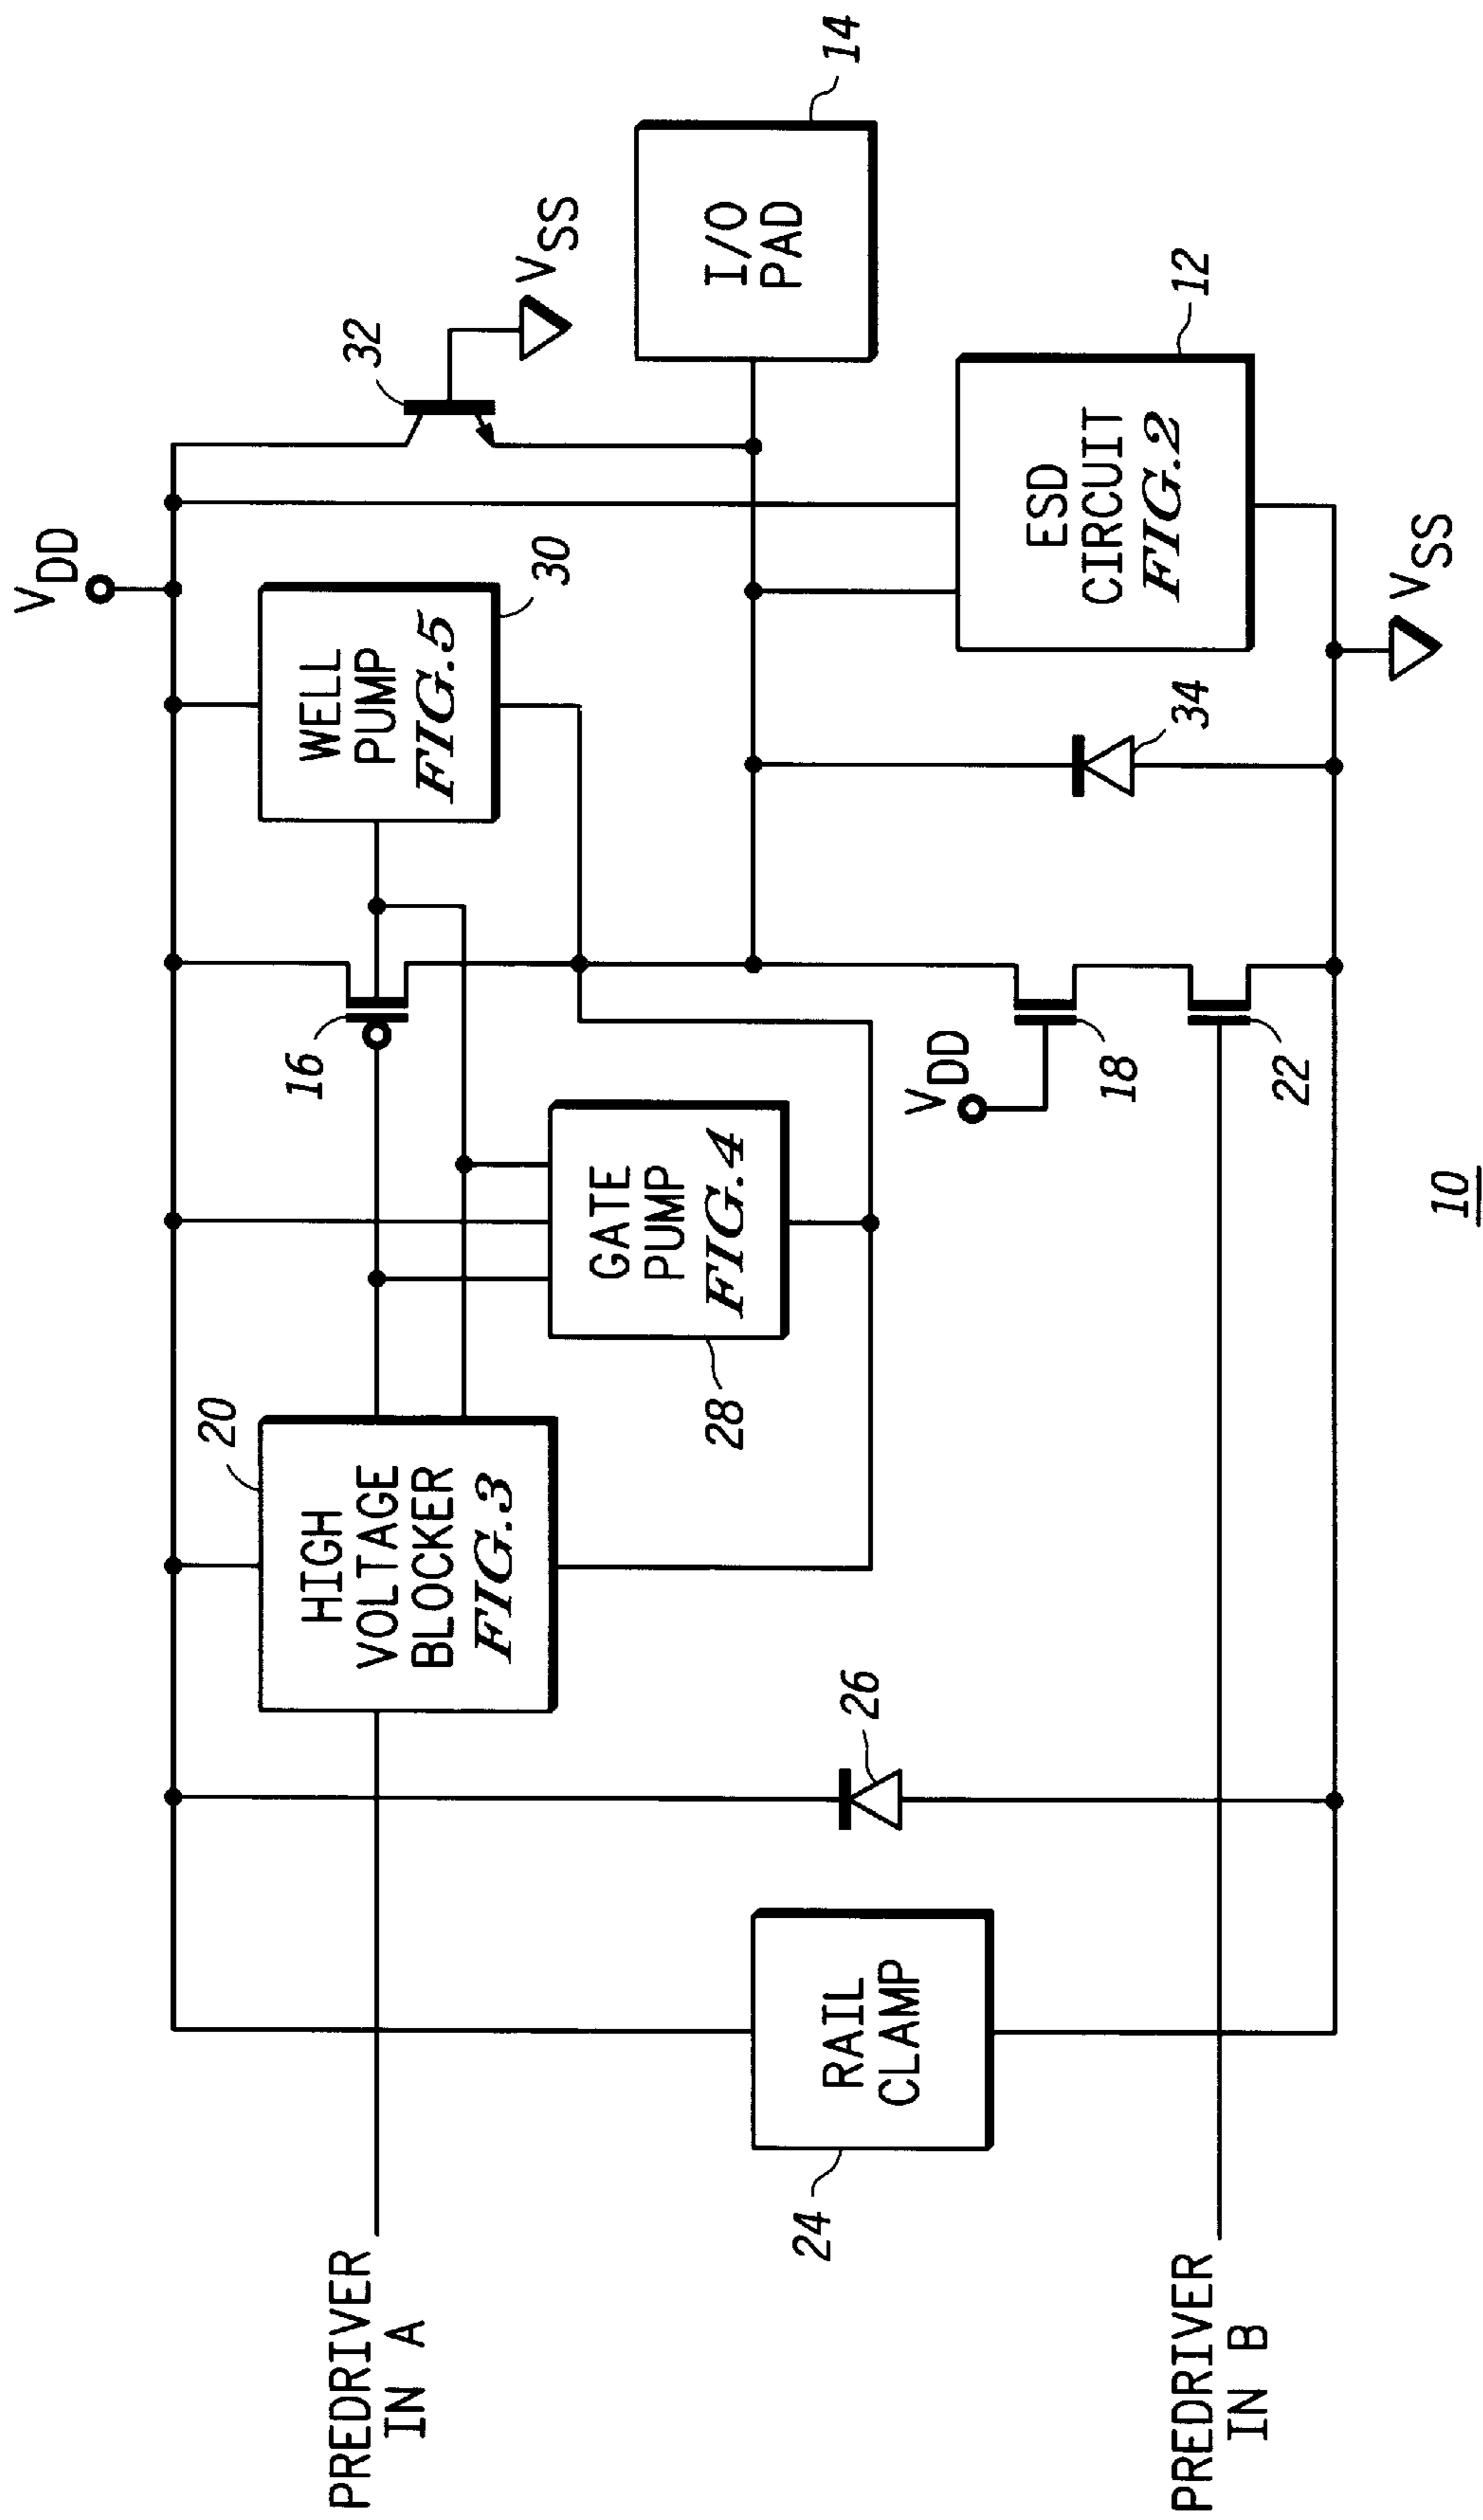 VDD
32
VSS
14
I/O
PAD
WELL
PUMP
FIG.5
30
16
20
HIGH
VOLTAGE
BLOCKER
FIG.3
GATE
PUMP
FIG.4
28
PREDRIVER
IN A
26
RAIL
CLAMP
24
VDD
18
22
34
ESD
CIRCUIT
FIG.2
12
VSS
PREDRIVER
IN B
10